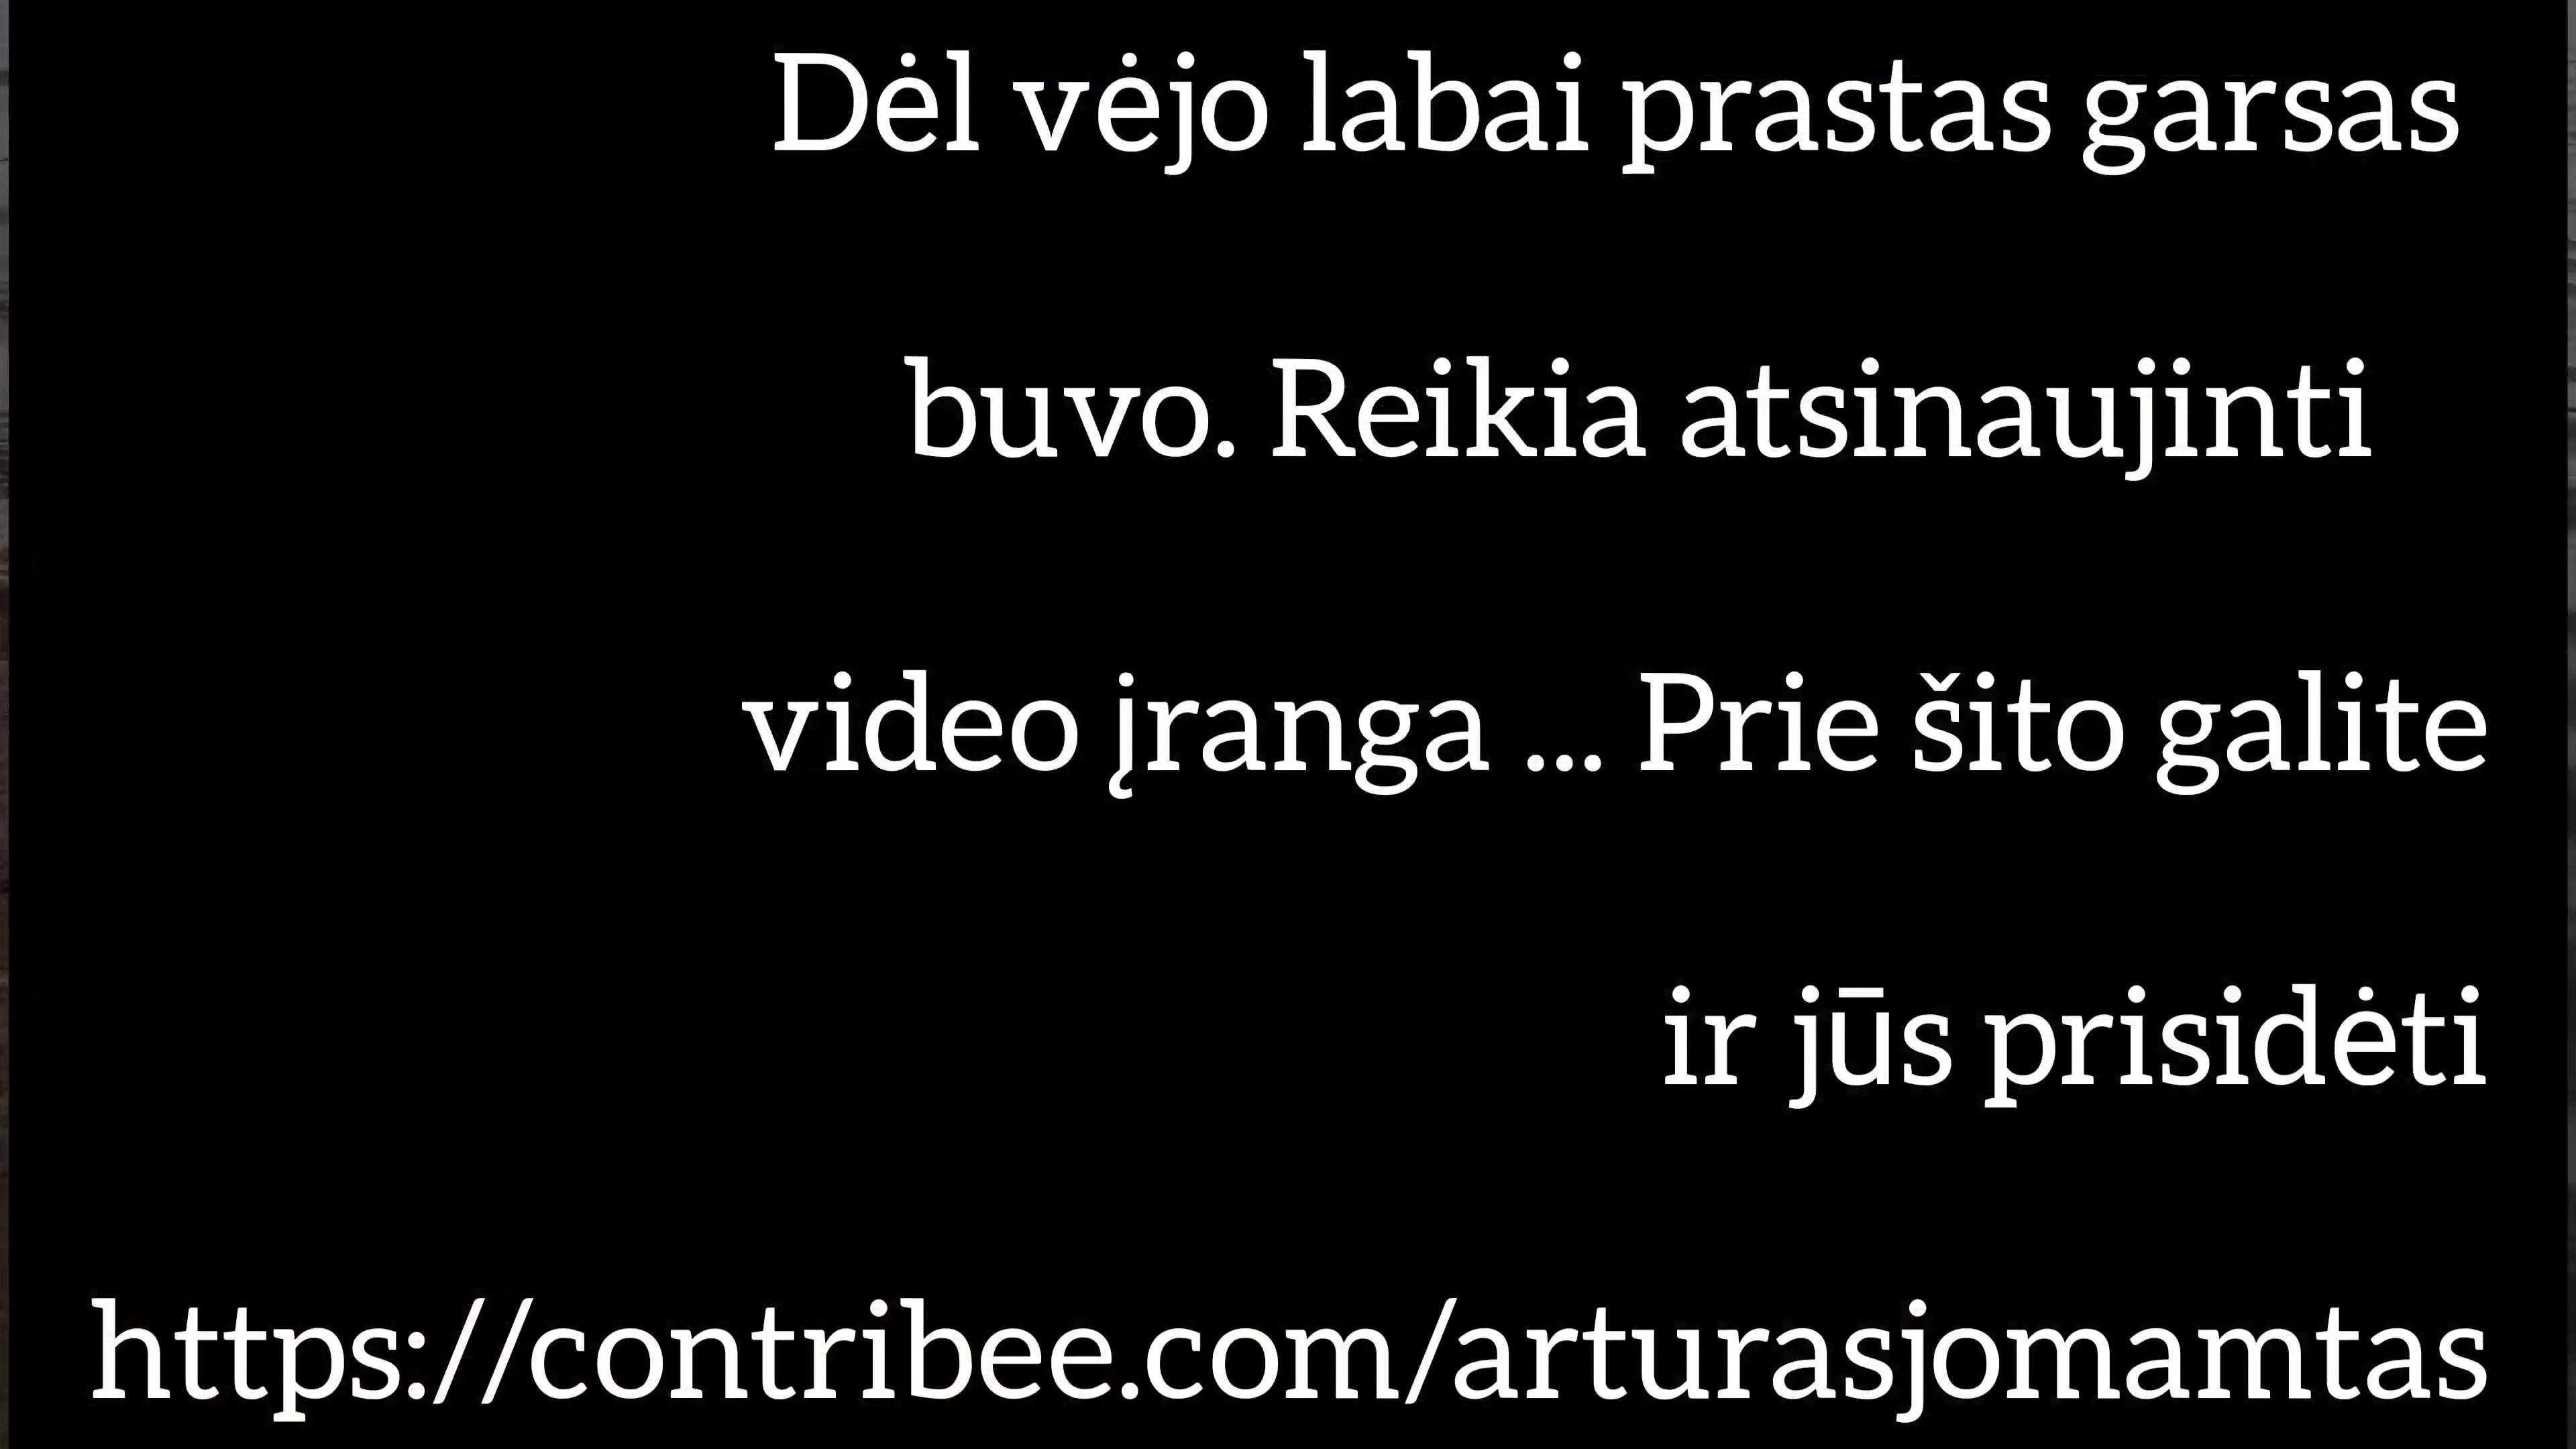 Dėl vėjo labai prastas garsas
buvo. Reikia atsinaujinti
video įranga ... Prie šito galite
ir jūs prisidėti
https://contribee.com/arturasjomamtas